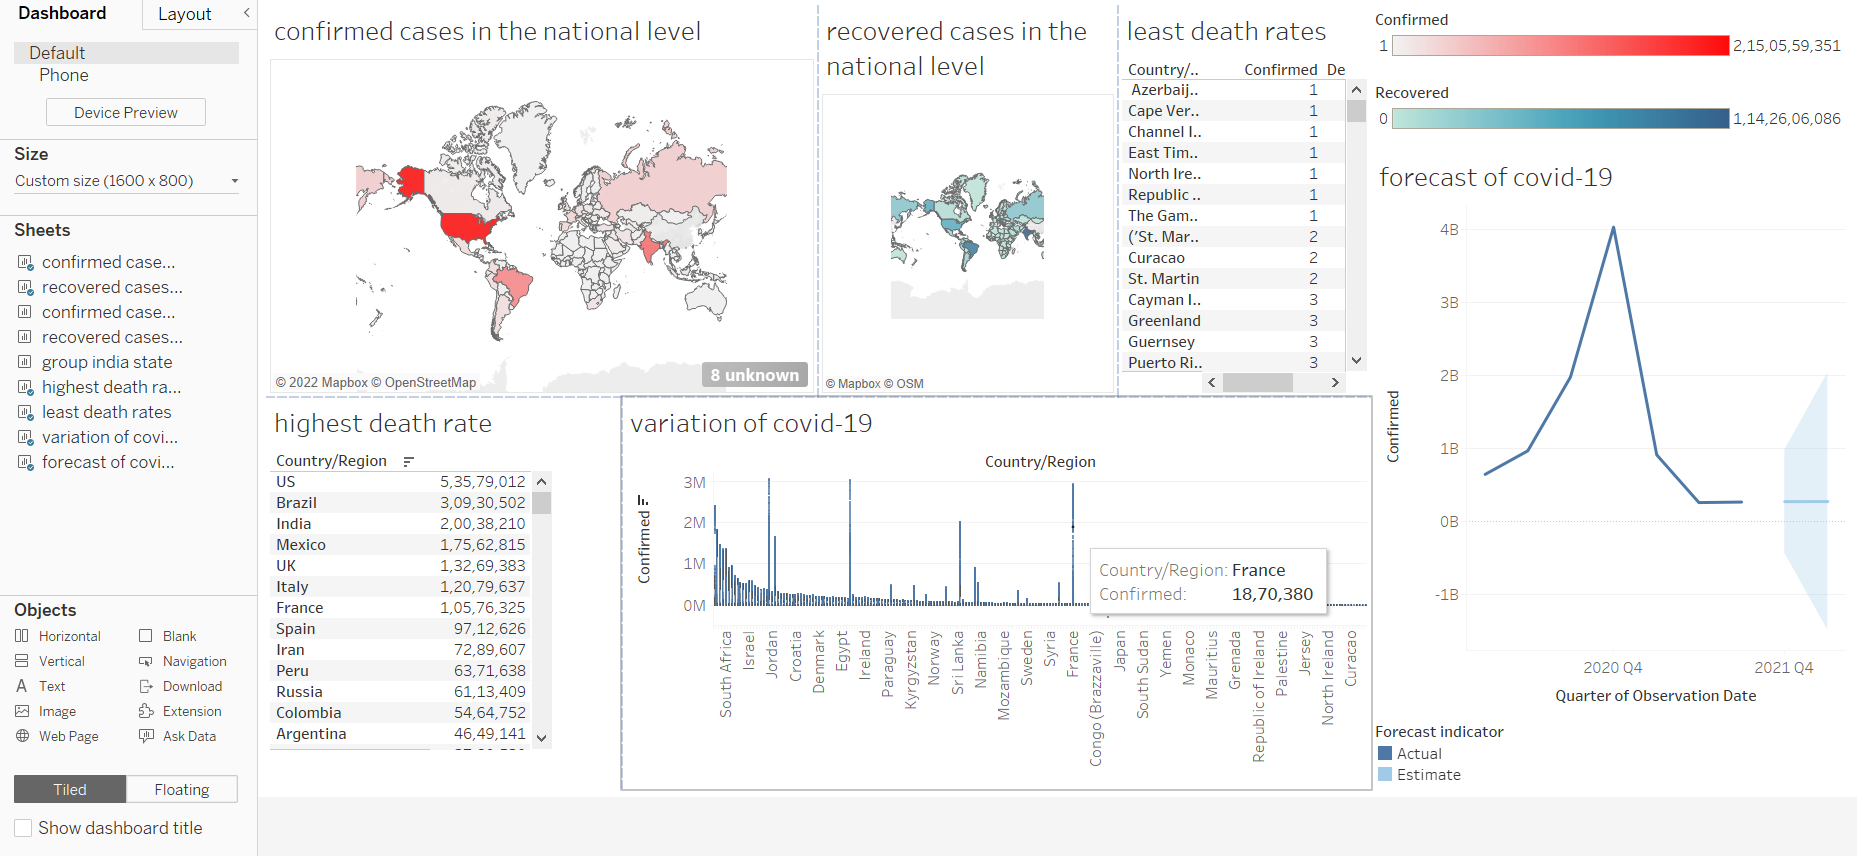 Dashboard
Layout
<
Default
Phone
Device Preview
Size
Custom size (1600 x 800)
Sheets
confirmed case...
recovered cases...
confirmed case...
recovered cases...
group india state
highest death ra...
least death rates
variation of covi...
forecast of covi...
Objects
Horizontal
Blank
Vertical
Navigation
A Text
Download
Image
Extension
Web Page
Ask Data
Tiled
Floating
Show dashboard title
confirmed cases in the national level
© 2022 Mapbox © OpenStreetMap
8 unknown
recovered cases in the
national level
© Mapbox © OSM
least death rates
Country/.. Confirmed De
Azerbaij.. 1
Cape Ver.. 1
Channel I.. 1
East Tim.. 1
North Ire.. 1
Republic .. 1
The Gam.. 1
('St. Mar.. 2
Curacao 2
St. Martin 2
Cayman I.. 3
Greenland 3
Guernsey 3
Puerto Ri.. 3
highest death rate
Country/Region
US 5,35,79,012
Brazil 3,09,30,502
India 2,00,38,210
Mexico 1,75,62,815
UK 1,32,69,383
Italy 1,20,79,637
France 1,05,76,325
Spain 97,12,626
Iran 72,89,607
Peru 63,71,638
Russia 61,13,409
Colombia 54,64,752
Argentina 46,49,141
variation of covid-19
Country/Region
Confirmed
3M
2M
1M
0M
Country/Region: France
Confirmed: 18,70,380
South Africa
Israel
Jordan
Croatia
Denmark
Egypt
Ireland
Paraguay
Kyrgyzstan
Norway
Sri Lanka
Namibia
Mozambique
Sweden
Syria
France
Congo (Brazzaville)
Japan
South Sudan
Yemen
Monaco
Mauritius
Grenada
Republic of Ireland
Palestine
Jersey
North Ireland
Curacao
Confirmed
1 2,15,05,59,351
Recovered
0 1,14,26,06,086
forecast of covid-19
Confirmed
4B
3B
2B
1B
0B
-1B
2020 Q4
2021 Q4
Quarter of Observation Date
Forecast indicator
Actual
Estimate